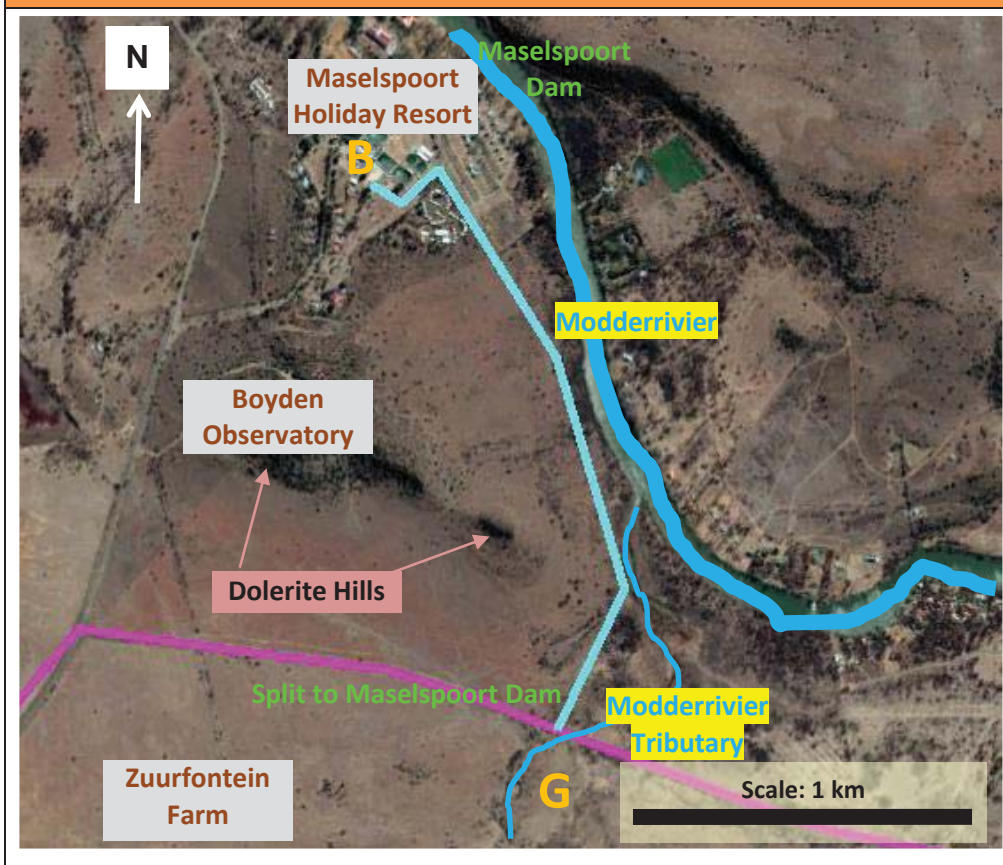 N
Maselspoort
Holiday Resort
Maselspoort
Dam
B
Modderrivier
Boyden
Observatory
Dolerite Hills
Split to Maselspoort Dam
Modderrivier
Tributary
Zuurfontein
Farm
G
Scale: 1 km